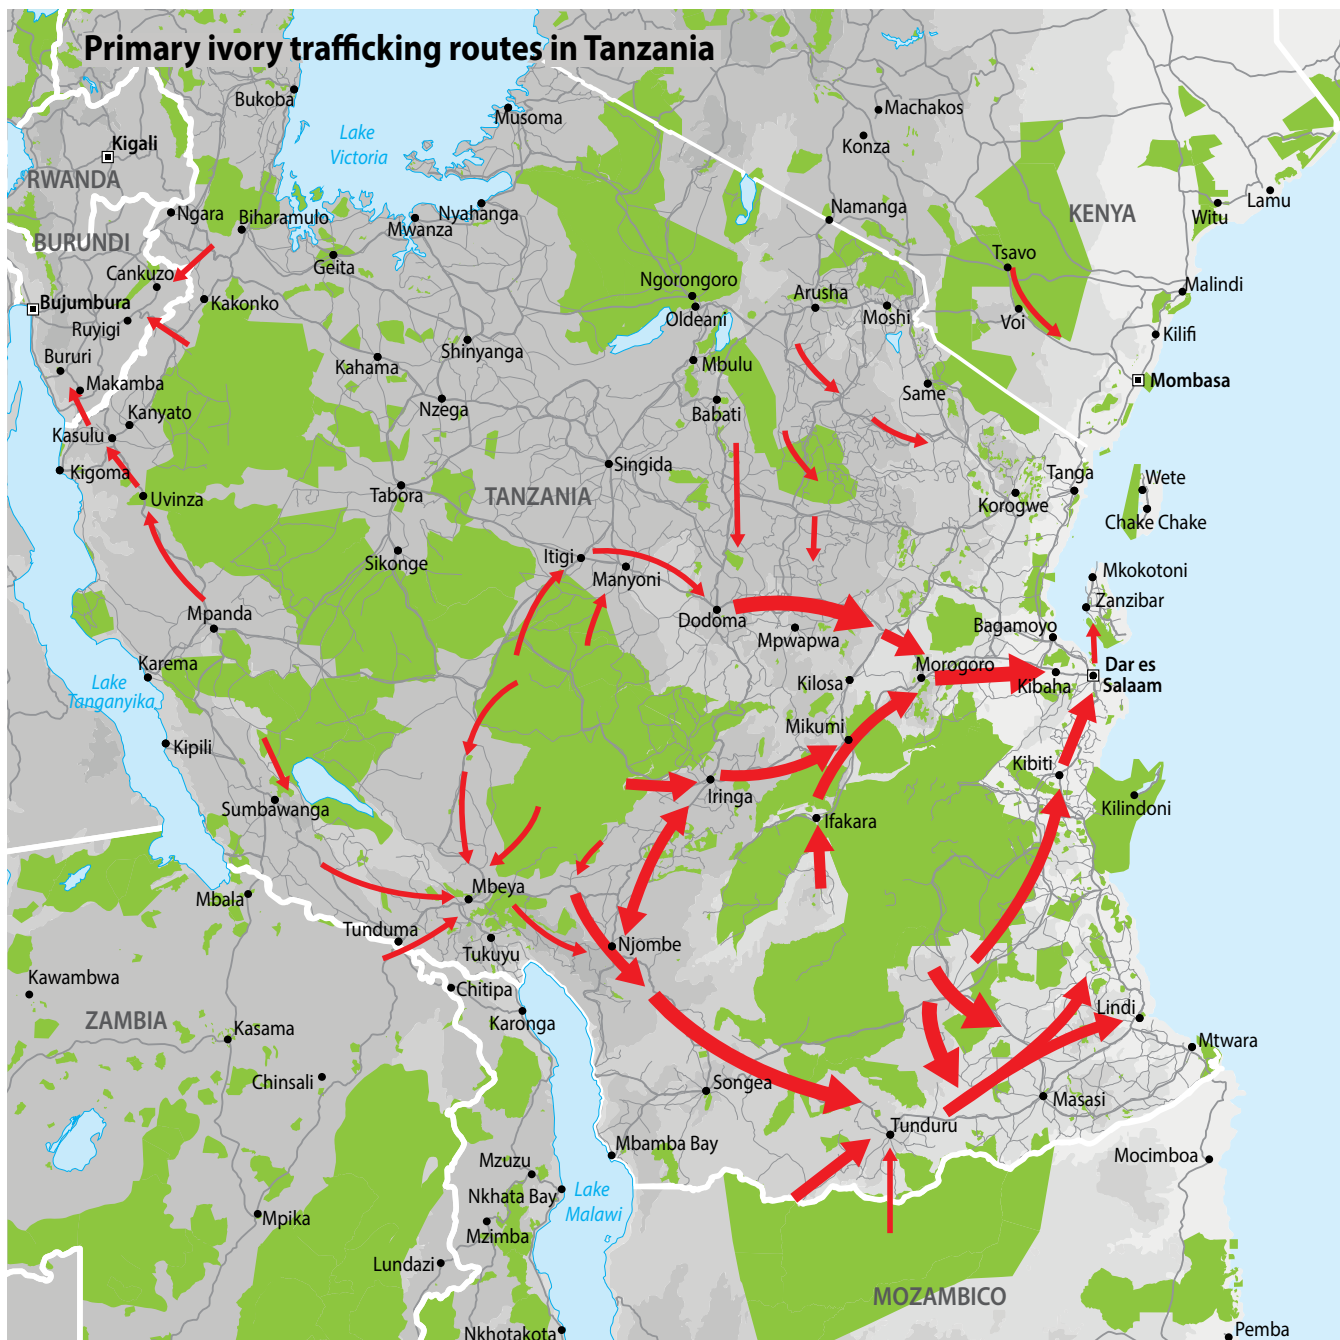 Primary ivory trafficking routes in Tanzania
Bukoba
Musoma
Machakos
Lake
Victoria
Konza
Kigali
RWANDA
Ngara
Biharamulo
Nyahanga
Mwanza
Namanga
KENYA
Lamu
Witu
BURUNDI
Cankuzo
Geita
Tsavo
Ngorongoro
Arusha
Malindi
Bujumbura
Kakonko
Oldeani
Moshi
Voi
Ruyigi
Kilifi
Bururi
Kahama
Shinyanga
Mbulu
Makamba
Same
Mombasa
Kanyato
Nzega
Babati
Kasulu
Kigoma
Singida
Tanga
Wete
Uvinza
Tabora
TANZANIA
Korogwe
Chake Chake
Sikonge
Itigi
Manyoni
Mkokotoni
Mpanda
Dodoma
Zanzibar
Mpwapwa
Bagamoyo
Karema
Morogoro
Dar es
Salaam
Lake
Tanganyika
Kilosa
Kibaha
Kipili
Mikumi
Kibiti
Sumbawanga
Iringa
Kilindoni
Ifakara
Mbala
Mbeya
Tunduma
Tukuyu
Njombe
Kawambwa
Chitipa
ZAMBIA
Kasama
Karonga
Lindi
Mtwara
Chinsali
Songea
Masasi
Tunduru
Mbamba Bay
Mocimboa
Mzuzu
Nkhata Bay
Lake
Malawi
Mpika
Mzimba
Lundazi
MOZAMBICO
Nkhotakota
Pemba